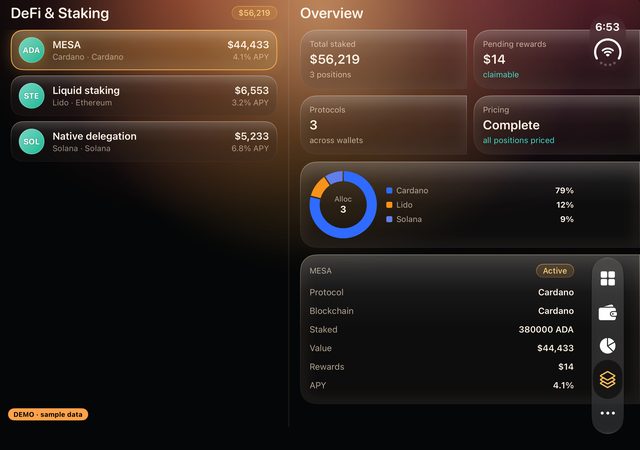 DeFi & Staking
$56,219
ADA
MESA
$44,433
Cardano · Cardano
4.1% APY
STE
Liquid staking
$6,553
Lido · Ethereum
3.2% APY
SOL
Native delegation
$5,233
Solana · Solana
6.8% APY
DEMO · sample data
Overview
6:53
Total staked
$56,219
3 positions
Pending rewards
$14
claimable
Protocols
3
across wallets
Pricing
Complete
all positions priced
Alloc
3
Cardano
79%
Lido
12%
Solana
9%
MESA
Active
Protocol
Cardano
Blockchain
Cardano
Staked
380000 ADA
Value
$44,433
Rewards
$14
APY
4.1%